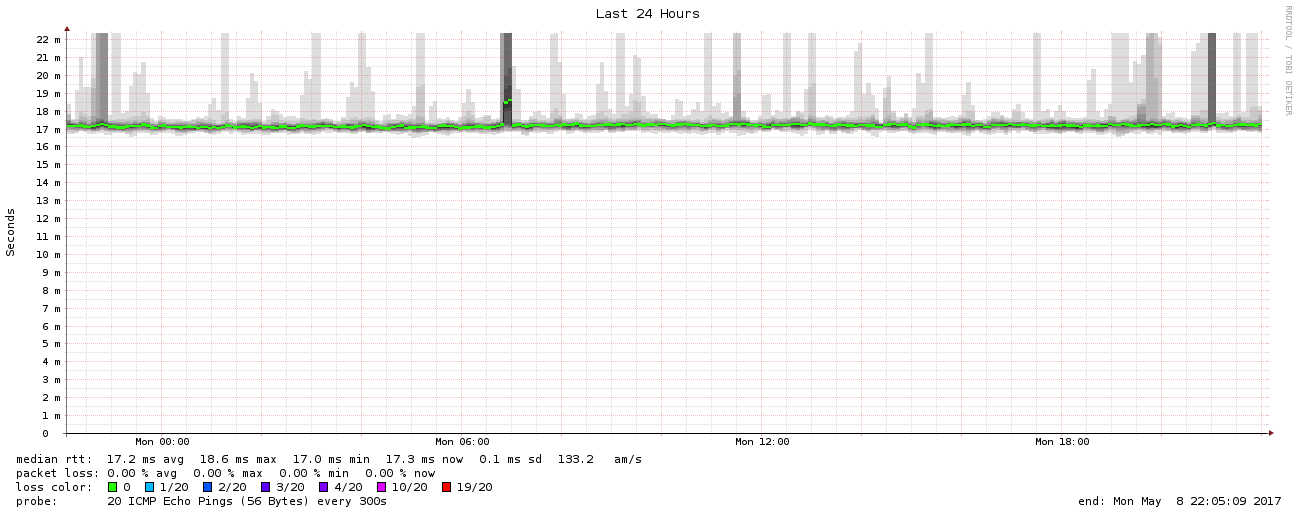 Last 24 Hours
RRDTOOL / TOBI OETIKER
Seconds
22 m
21 m
20 m
19 m
18 m
17 m
16 m
15 m
14 m
13 m
12 m
11 m
10 m
9 m
8 m
7 m
6 m
5 m
4 m
3 m
2 m
1 m
0
Mon 00:00 Mon 06:00 Mon 12:00 Mon 18:00
median rtt: 17.2 ms avg 18.6 ms max 17.0 ms min 17.3 ms now 0.1 ms sd 133.2 am/s
packet loss: 0.00 % avg 0.00 % max 0.00 % min 0.00 % now
loss color: 0 1/20 2/20 3/20 4/20 10/20 19/20
probe: 20 ICMP Echo Pings (56 Bytes) every 300s end: Mon May 8 22:05:09 2017